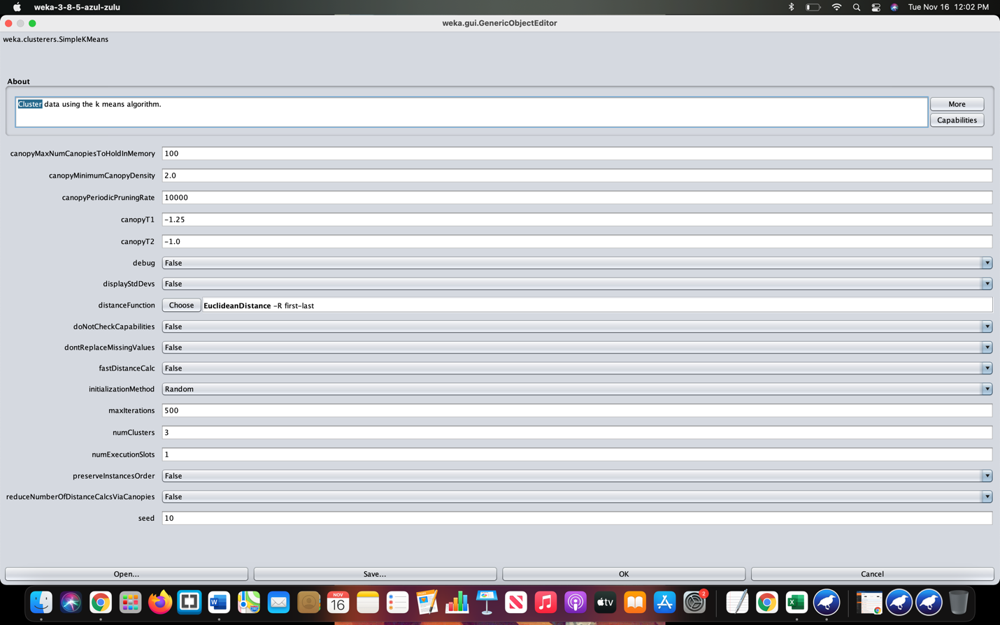 weka-3-8-5-azul-zulu
Tue Nov 16 12:02 PM
weka.gui.GenericObjectEditor
weka.clusterers.SimpleKMeans
About
Cluster data using the k means algorithm.
More
Capabilities
canopyMaxNumCanopiesToHoldInMemory 100
canopyMinimumCanopyDensity 2.0
canopyPeriodicPruningRate 10000
canopyT1 -1.25
canopyT2 -1.0
debug False
displayStdDevs False
distanceFunction Choose EuclideanDistance -R first-last
doNotCheckCapabilities False
dontReplaceMissingValues False
fastDistanceCalc False
initializationMethod Random
maxIterations 500
numClusters 3
numExecutionSlots 1
preserveInstancesOrder False
reduceNumberOfDistanceCalcsViaCanopies False
seed 10
Open... Save... OK Cancel
NOV
16
tv
2